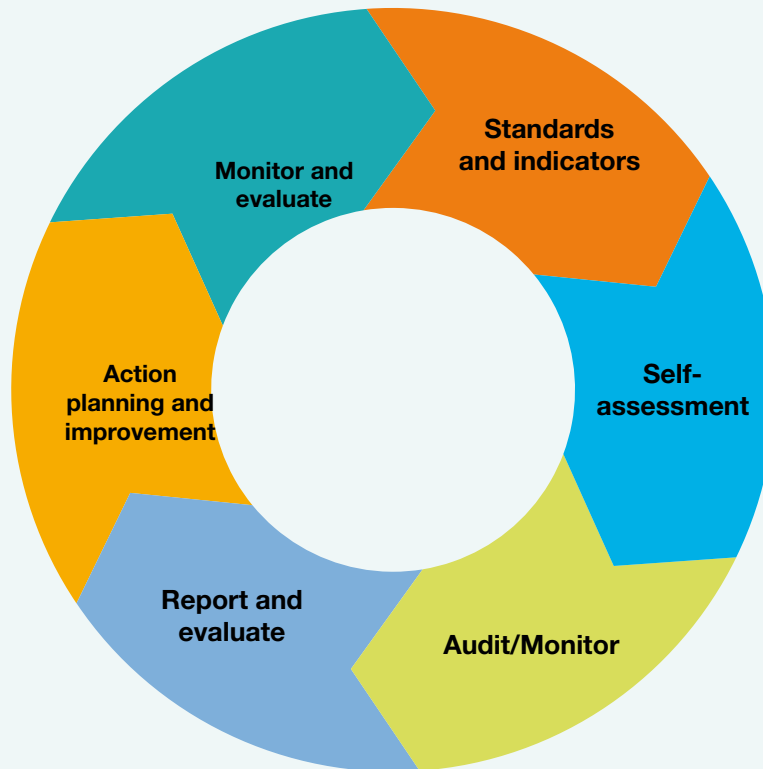 Standards
and indicators
Self-
assessment
Audit/Monitor
Report and
evaluate
Action
planning and
improvement
Monitor and
evaluate